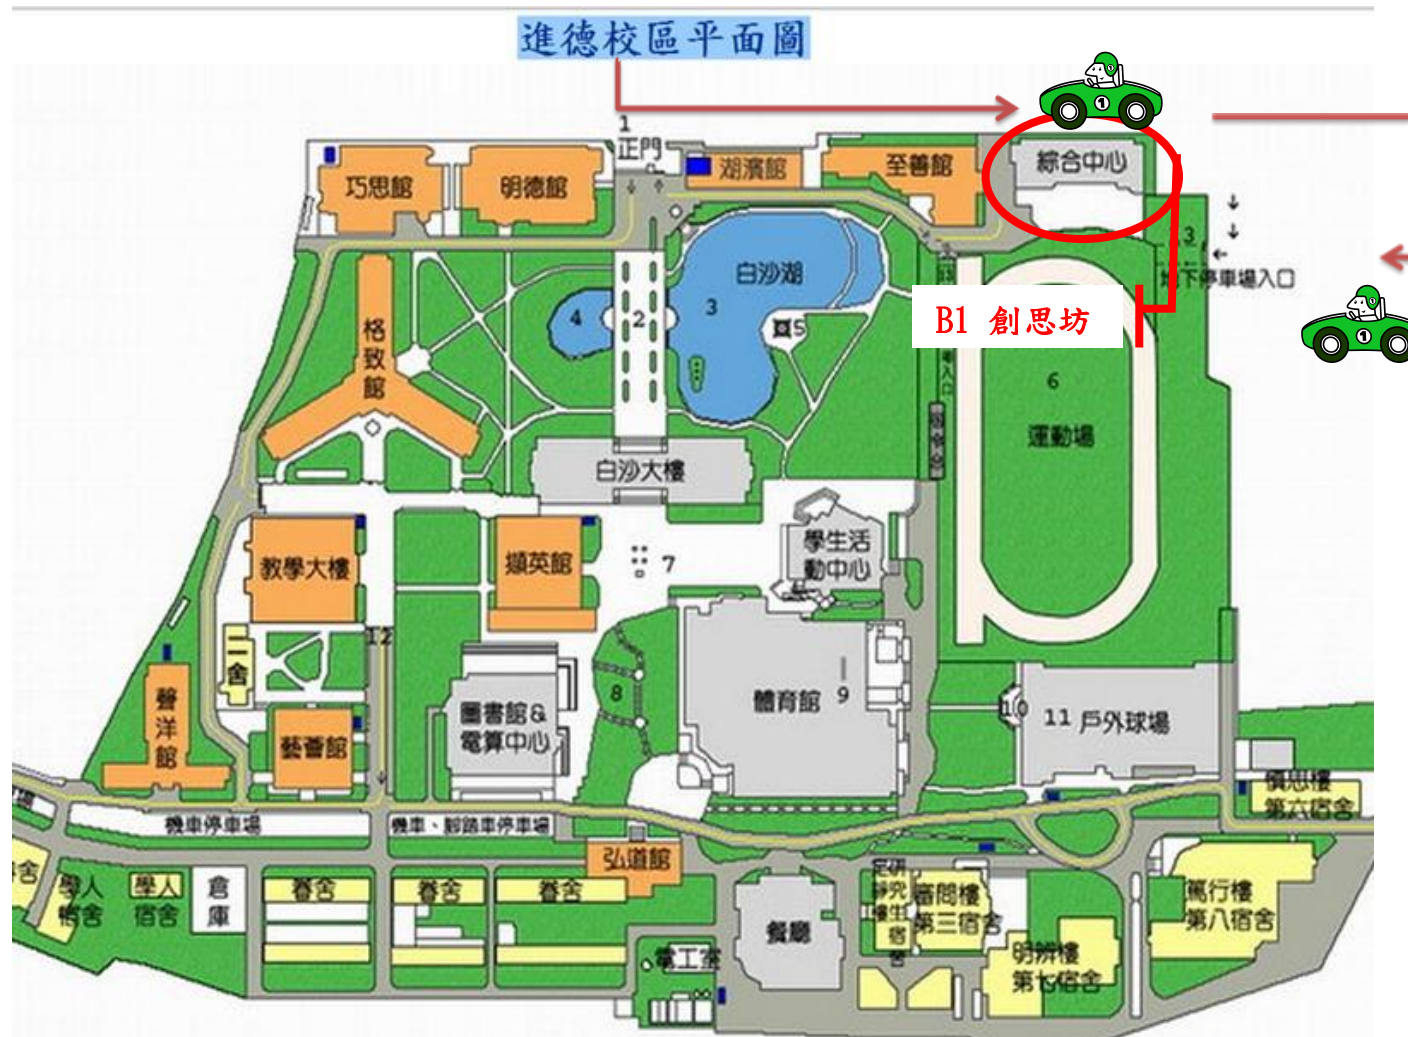 進德校區平面圖
1
1
正門
巧思館
明德館
湖濱館
至善館
綜合中心
白沙湖
3
地下停車場入口
1
格致館
4
2
3
5
B1 創思坊
6
運動場
白沙大樓
教學大樓
擷英館
7
學生活
動中心
二舍
12
聲洋館
藝薈館
圖書館&
電算中心
8
體育館
9
10
11
戶外球場
慎思樓
第六宿舍
機車停車場
機車、腳踏車停車場
弘道館
學人
宿舍
學人
宿舍
倉庫
眷舍
眷舍
眷舍
餐廳
電工室
審問樓
第三宿舍
明辨樓
第七宿舍
篤行樓
第八宿舍